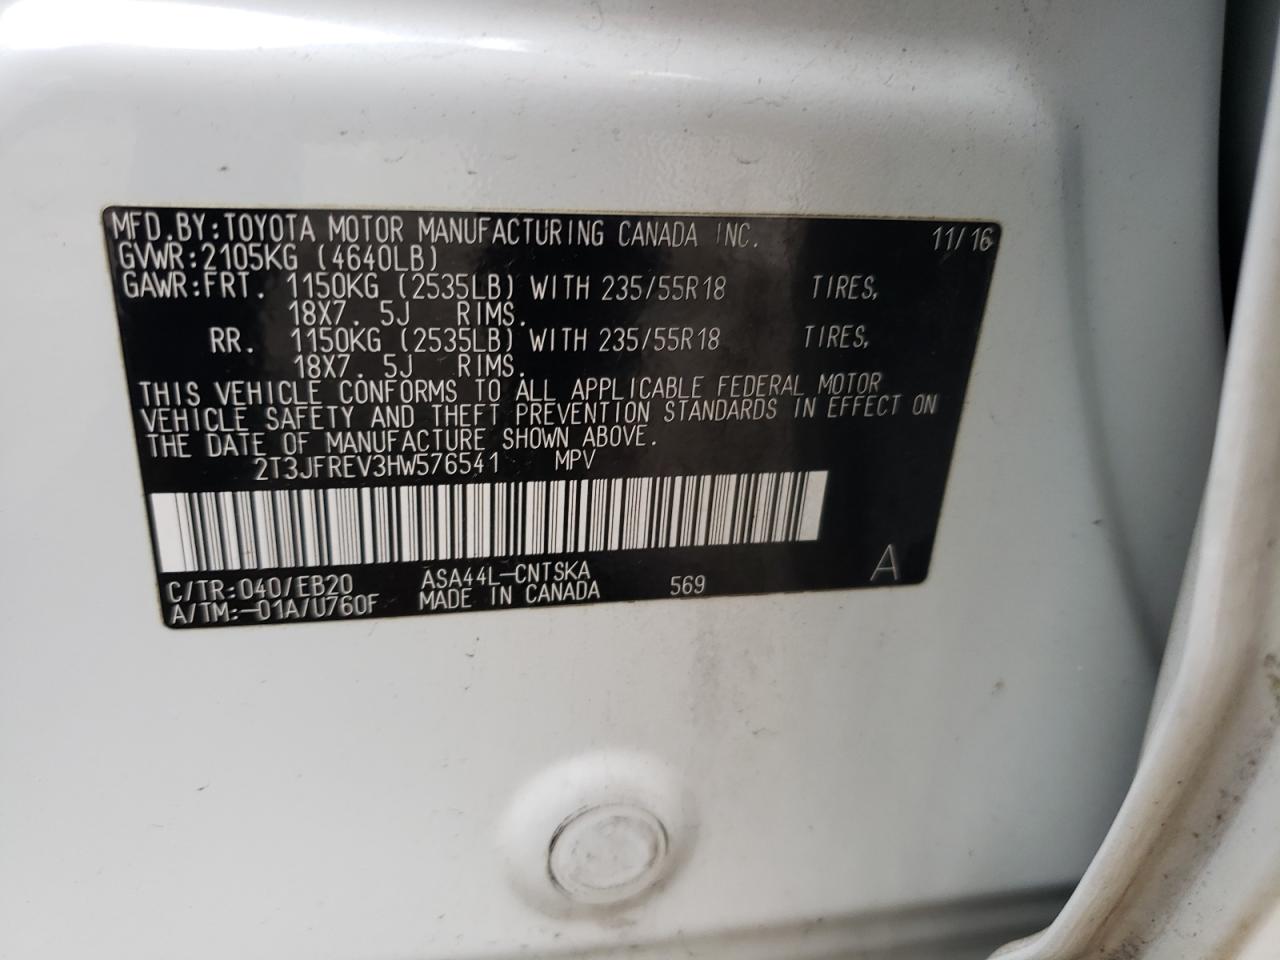 MFD.BY:TOYOTA MOTOR MANUFACTURING CANADA INC. 11/16
GVWR:2105KG (4640LB)
GAWR:FRT. 1150KG (2535LB) WITH 235/55R18 TIRES,
18X7. 5J RIMS.
RR. 1150KG (2535LB) WITH 235/55R18 TIRES,
18X7. 5J RIMS.
THIS VEHICLE CONFORMS TO ALL APPLICABLE FEDERAL MOTOR
VEHICLE SAFETY AND THEFT PREVENTION STANDARDS IN EFFECT ON
THE DATE OF MANUFACTURE SHOWN ABOVE.
2T3JFREV3HW576541 MPV
C/TR:040/EB20 ASA44L-CNTSKA 569 A
A/TM:-01A/U760F MADE IN CANADA